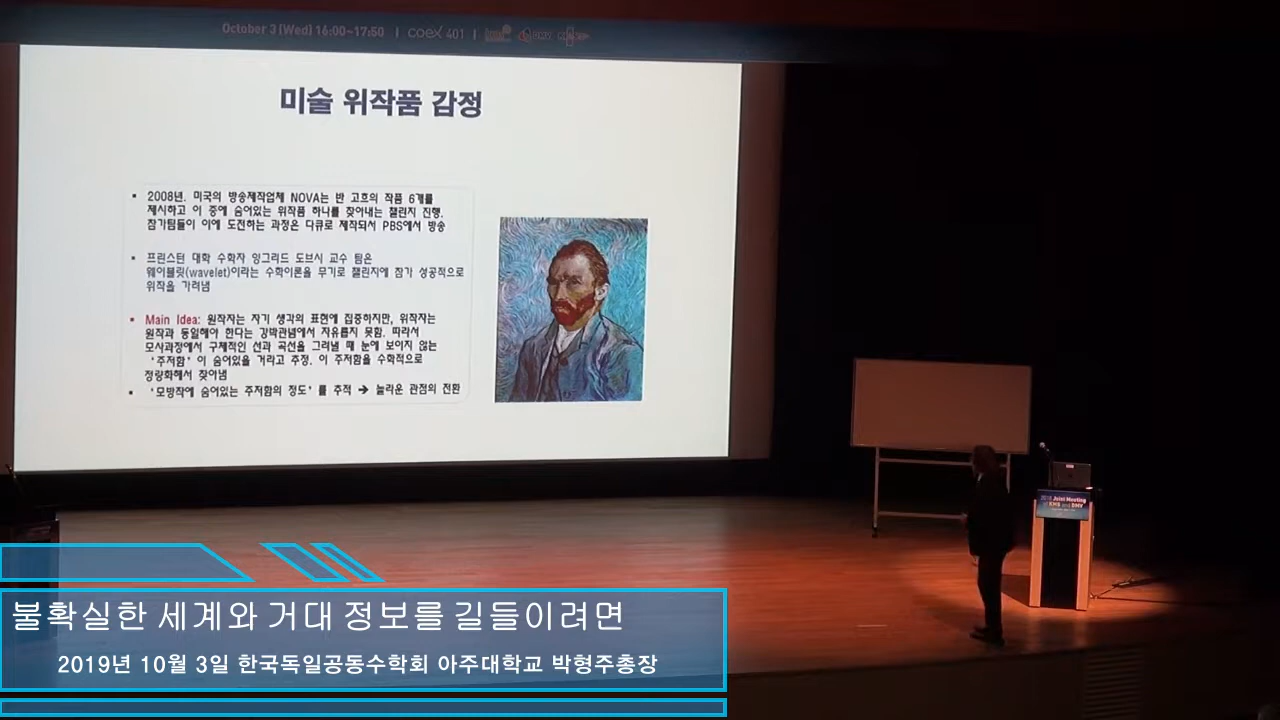 October 3 (Wed) 16:00~17:50 | coex 401 |
미술 위작품 감정
▪ 2008년. 미국의 방송제작업체 NOVA는 반 고흐의 작품 6개를
제시하고 이 중에 숨어있는 위작품 하나를 찾아내는 챌린지 진행.
참가팀들이 이에 도전하는 과정은 다큐로 제작되서 PBS에서 방송
▪ 프린스턴 대학 수학자 잉그리드 도브시 교수 팀은
웨이블릿(wavelet)이라는 수학이론을 무기로 챌린지에 참가 성공적으로
위작을 가려냄
▪ Main Idea: 원작자는 자기 생각의 표현에 집중하지만, 위작자는
원작과 동일해야 한다는 강박관념에서 자유롭지 못함. 따라서
모사과정에서 구체적인 선과 곡선을 그려낼 때 눈에 보이지 않는
'주저함' 이 숨어있을 거라고 추정. 이 주저함을 수학적으로
정량화해서 찾아냄
▪ '모방작에 숨어있는 주저함의 정도' 를 추적 → 놀라운 관점의 전환
2018 Joint Meeting
of KMS and DMV
불확실한 세계와 거대 정보를 길들이려면
2019년 10월 3일 한국독일공동수학회 아주대학교 박형주총장